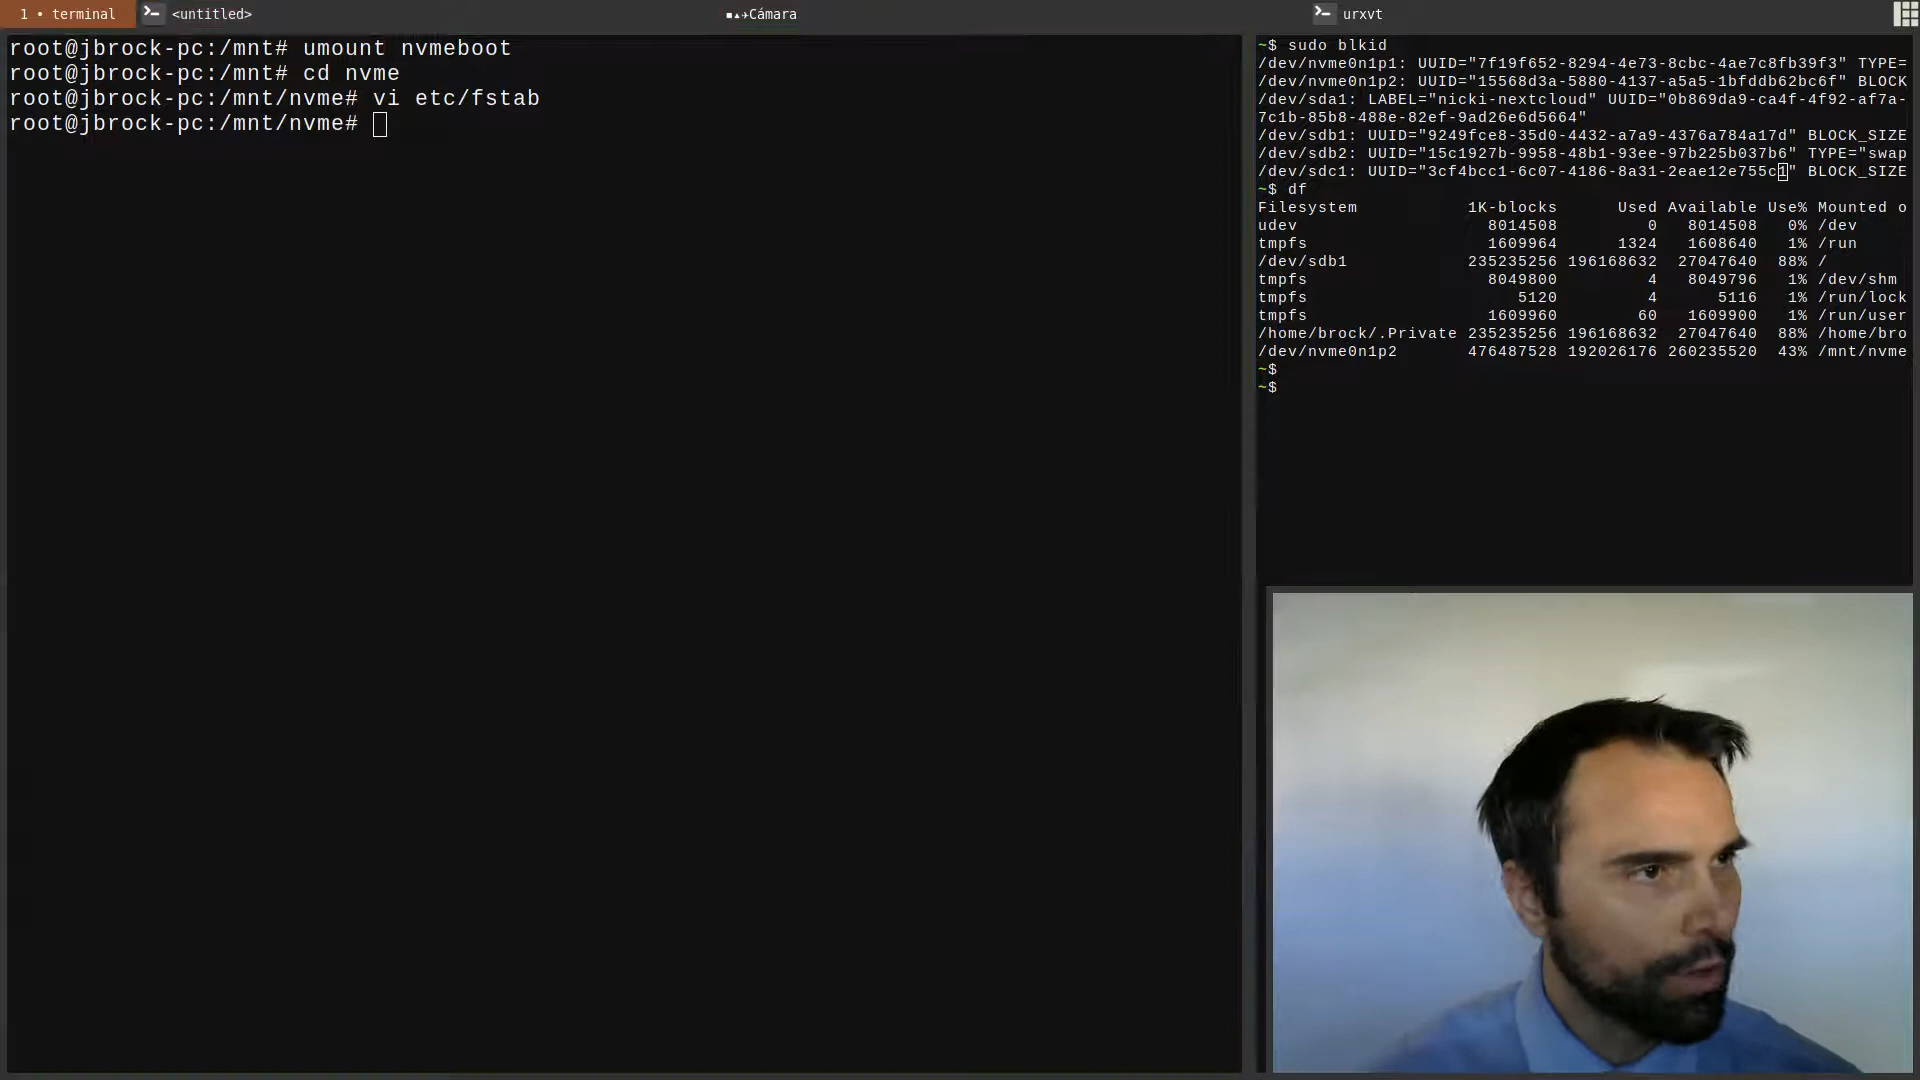 1 • terminal
<untitled>
Cámara
urxvt
root@jbrock-pc:/mnt# umount nvmeboot
root@jbrock-pc:/mnt# cd nvme
root@jbrock-pc:/mnt/nvme# vi etc/fstab
root@jbrock-pc:/mnt/nvme#
~$ sudo blkid
/dev/nvme0n1p1: UUID="7f19f652-8294-4e73-8cbc-4ae7c8fb39f3" TYPE=
/dev/nvme0n1p2: UUID="15568d3a-5880-4137-a5a5-1bfddb62bc6f" BLOCK
/dev/sda1: LABEL="nicki-nextcloud" UUID="0b869da9-ca4f-4f92-af7a-
7c1b-85b8-488e-82ef-9ad26e6d5664"
/dev/sdb1: UUID="9249fce8-35d0-4432-a7a9-4376a784a17d" BLOCK_SIZE
/dev/sdb2: UUID="15c1927b-9958-48b1-93ee-97b225b037b6" TYPE="swap
/dev/sdc1: UUID="3cf4bcc1-6c07-4186-8a31-2eae12e755c1" BLOCK_SIZE
~$ df
Filesystem 1K-blocks Used Available Use% Mounted o
udev 8014508 0 8014508 0% /dev
tmpfs 1609964 1324 1608640 1% /run
/dev/sdb1 235235256 196168632 27047640 88% /
tmpfs 8049800 4 8049796 1% /dev/shm
tmpfs 5120 4 5116 1% /run/lock
tmpfs 1609960 60 1609900 1% /run/user
/home/brock/.Private 235235256 196168632 27047640 88% /home/bro
/dev/nvme0n1p2 476487528 192026176 260235520 43% /mnt/nvme
~$
~$